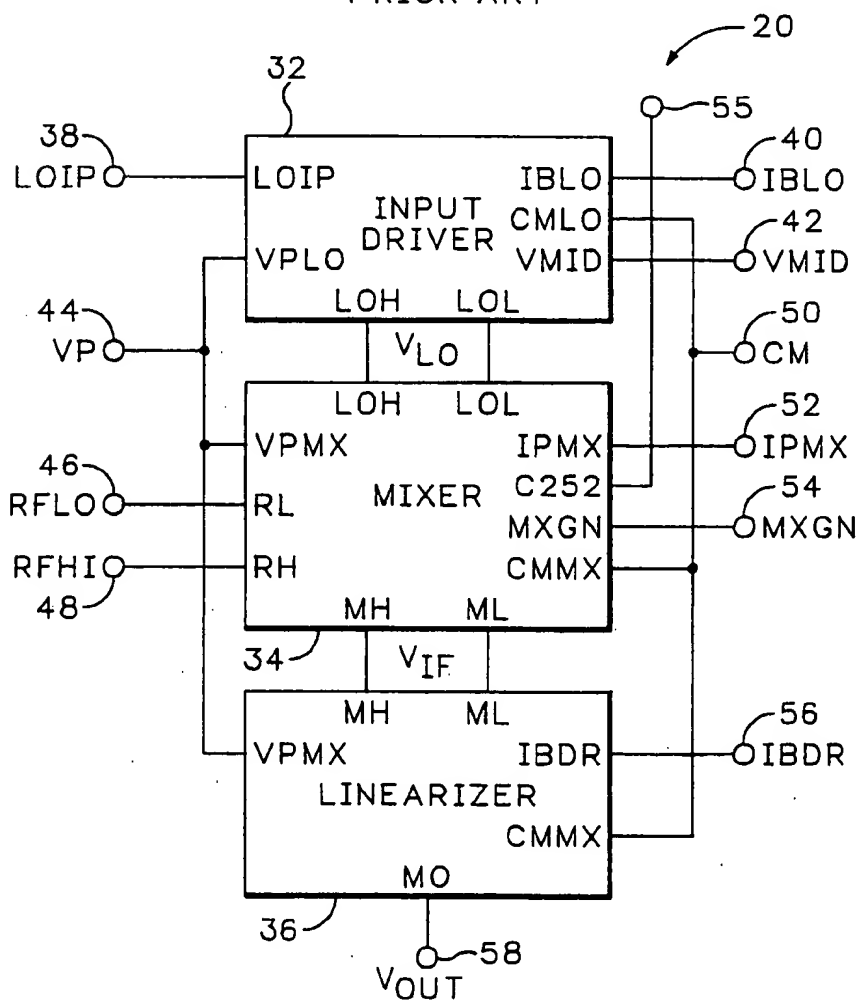 PRIOR ART
20
32
55
38
LOIP
LOIP
IBLO
40
IBLO
INPUT
DRIVER
CMLO
42
VPLO
VMID
VMID
LOH
LOL
44
VP
VLO
50
CM
LOH
LOL
VPMX
IPMX
52
IPMX
46
RFLO
RL
MIXER
C252
54
MXGN
MXGN
RFHI
48
RH
CMMX
MH
ML
34
VIF
MH
ML
VPMX
IBDR
56
IBDR
LINEARIZER
CMMX
MO
36
58
VOUT